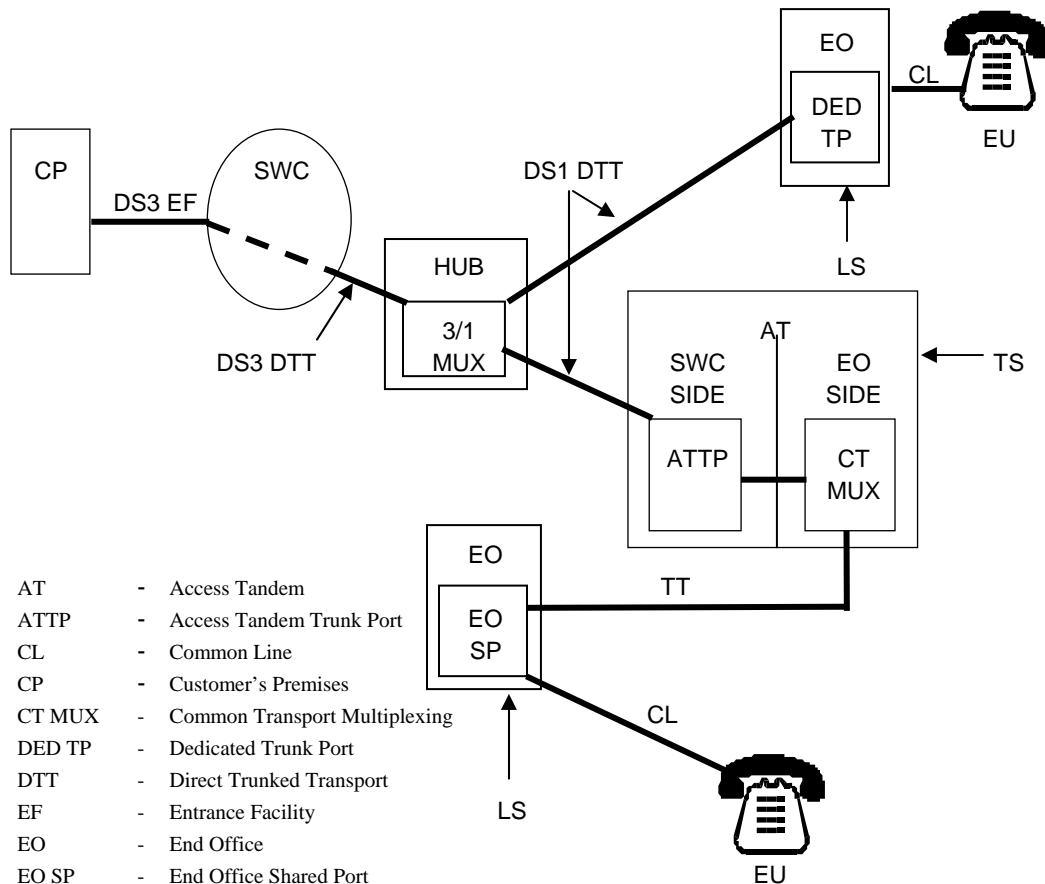 EO
CL
DED
TP
EU
CP
SWC
DS1 DTT
DS3 EF
LS
HUB
AT
3/1
MUX
DS3 DTT
SWC
SIDE
EO
SIDE
TS
ATTP
CT
MUX
EO
TT
EO
SP
CL
LS
EU
AT - Access Tandem
ATTP - Access Tandem Trunk Port
CL - Common Line
CP - Customer's Premises
CT MUX - Common Transport Multiplexing
DED TP - Dedicated Trunk Port
DTT - Direct Trunked Transport
EF - Entrance Facility
EO - End Office
EO SP - End Office Shared Port